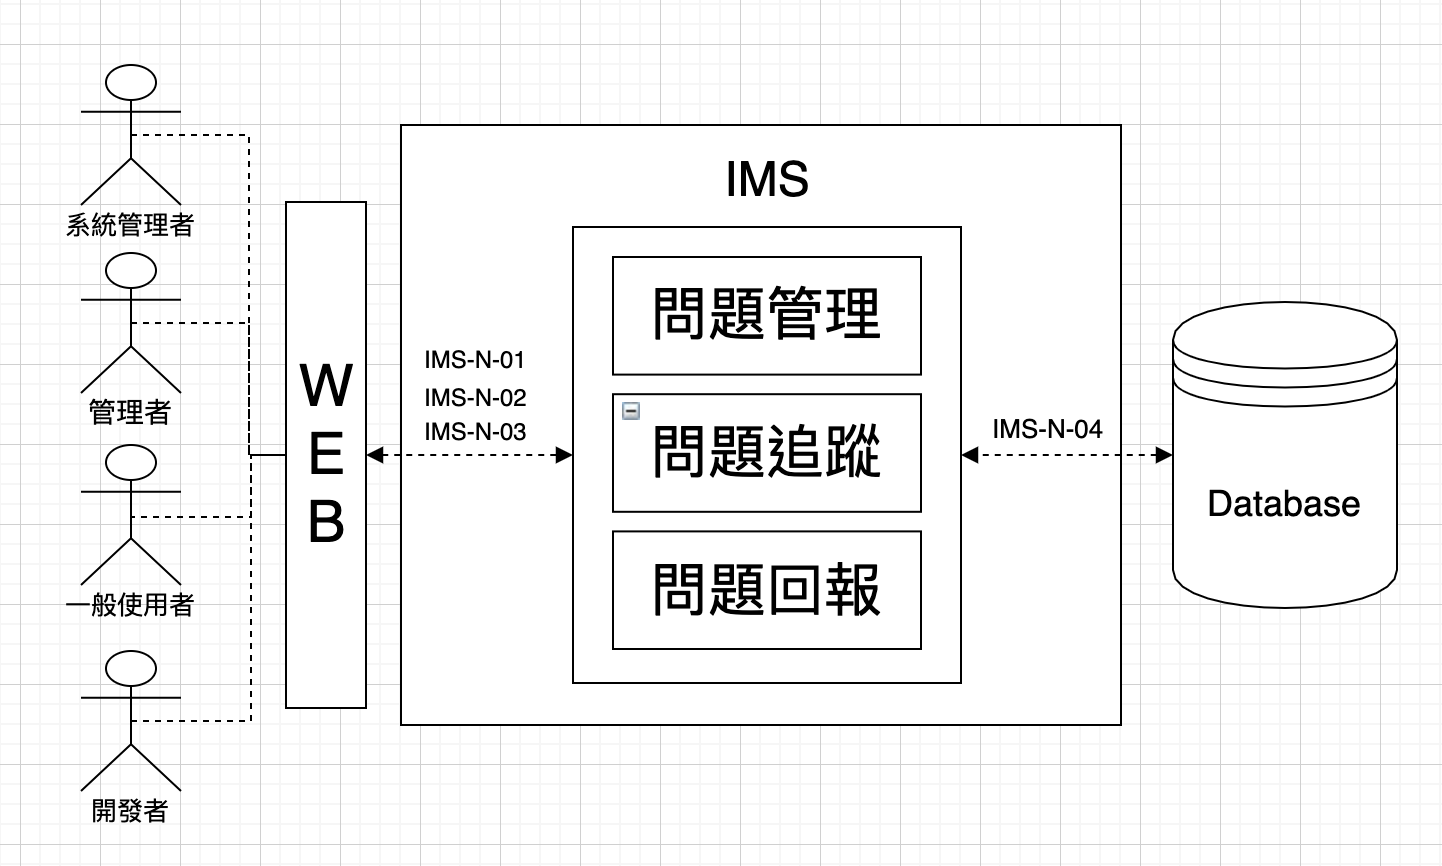 系統管理者
管理者
一般使用者
開發者
W
E
B
IMS
IMS-N-01
IMS-N-02
IMS-N-03
問題管理
問題追蹤
問題回報
IMS-N-04
Database